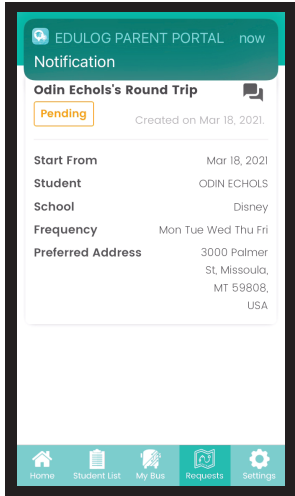 EDULOG PARENT PORTAL now
Notification
Odin Echols's Round Trip
Pending
Created on Mar 18, 2021.
Start From Mar 18, 2021
Student ODIN ECHOLS
School Disney
Frequency Mon Tue Wed Thu Fri
Preferred Address 3000 Palmer
St, Missoula,
MT 59808,
USA
Home Student List My Bus Requests Settings